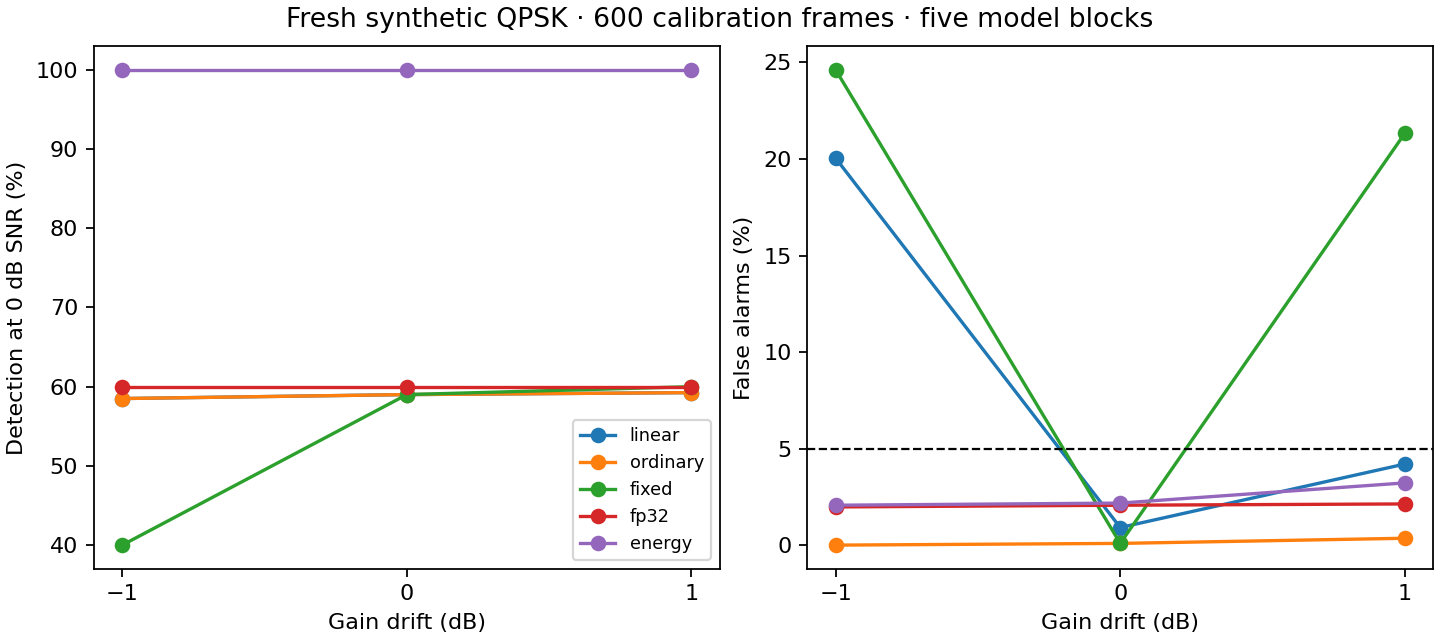 Fresh synthetic QPSK · 600 calibration frames · five model blocks
Detection at 0 dB SNR (%)
100
90
80
70
60
50
40
−1
0
1
Gain drift (dB)
linear
ordinary
fixed
fp32
energy
False alarms (%)
25
20
15
10
5
0
−1
0
1
Gain drift (dB)